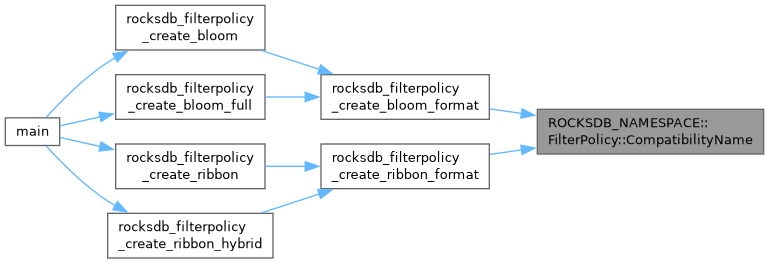 rocksdb_filterpolicy
_create_bloom
rocksdb_filterpolicy
_create_bloom_full
rocksdb_filterpolicy
_create_bloom_format
ROCKSDB_NAMESPACE::
FilterPolicy::CompatibilityName
main
rocksdb_filterpolicy
_create_ribbon
rocksdb_filterpolicy
_create_ribbon_format
rocksdb_filterpolicy
_create_ribbon_hybrid